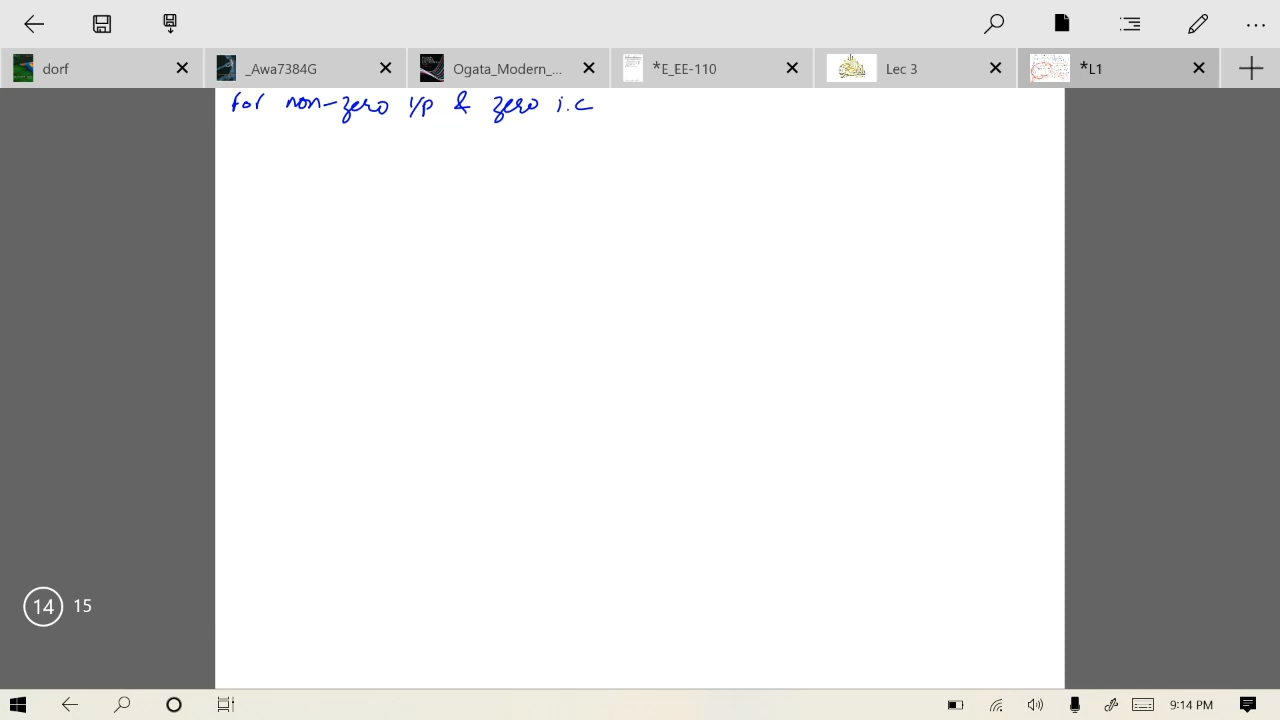 dorf
_Awa7384G
Ogata_Modern_...
*E_EE-110
Lec 3
*L1
for non-zero i/p & zero i.c
14 15
9:14 PM